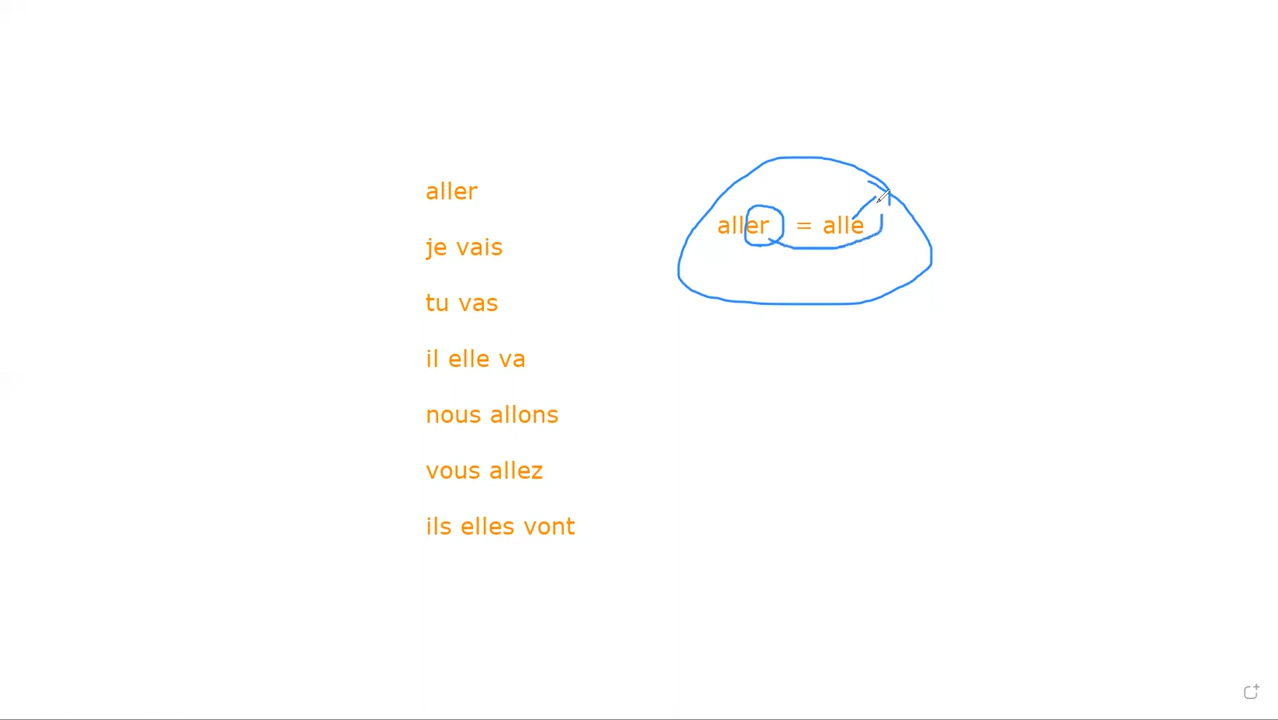 aller
aller = alle
je vais
tu vas
il elle va
nous allons
vous allez
ils elles vont